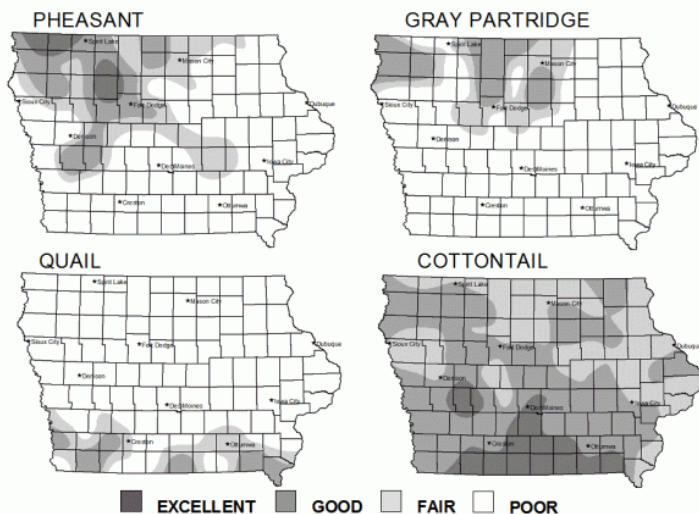 PHEASANT
Spirit Lake
Mason City
Sioux City
Fort Dodge
Dubuque
Denison
Des Moines
Iowa City
Creston
Ottumwa
GRAY PARTRIDGE
Spirit Lake
Mason City
Sioux City
Fort Dodge
Dubuque
Denison
Des Moines
Iowa City
Creston
Ottumwa
QUAIL
Spirit Lake
Mason City
Sioux City
Fort Dodge
Dubuque
Denison
Des Moines
Iowa City
Creston
Ottumwa
COTTONTAIL
Spirit Lake
Mason City
Sioux City
Fort Dodge
Dubuque
Denison
Des Moines
Iowa City
Creston
Ottumwa
EXCELLENT GOOD FAIR POOR